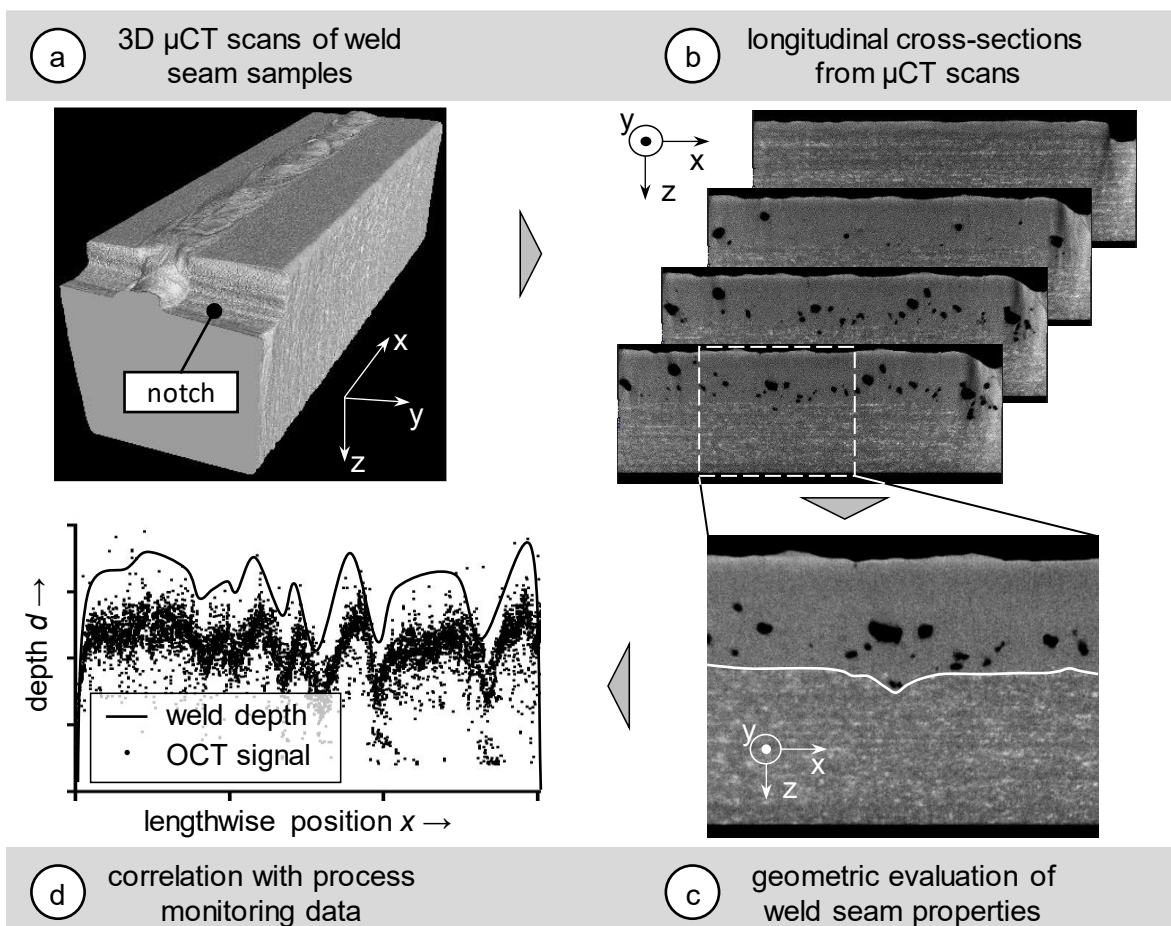 a
3D µCT scans of weld
seam samples
b
longitudinal cross-sections
from µCT scans
notch
x
y
z
y
x
z
y
x
z
depth d →
weld depth
OCT signal
lengthwise position x →
d
correlation with process
monitoring data
c
geometric evaluation of
weld seam properties